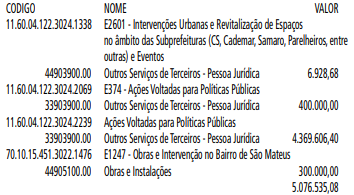 CODIGO NOME VALOR
11.60.04.122.3024.1338 E2601 - Intervenções Urbanas e Revitalização de Espaços
no âmbito das Subprefeituras (CS, Cademar, Samaro, Parelheiros, entre
outras) e Eventos
44903900.00 Outros Serviços de Terceiros - Pessoa Jurídica 6.928,68
11.60.04.122.3024.2069 E374 - Ações Voltadas para Políticas Públicas
33903900.00 Outros Serviços de Terceiros - Pessoa Jurídica 400.000,00
11.60.04.122.3024.2239 Ações Voltadas para Políticas Públicas
33903900.00 Outros Serviços de Terceiros - Pessoa Jurídica 4.369.606,40
70.10.15.451.3022.1476 E1247 - Obras e Intervenção no Bairro de São Mateus
44905100.00 Obras e Instalações 300.000,00
5.076.535,08